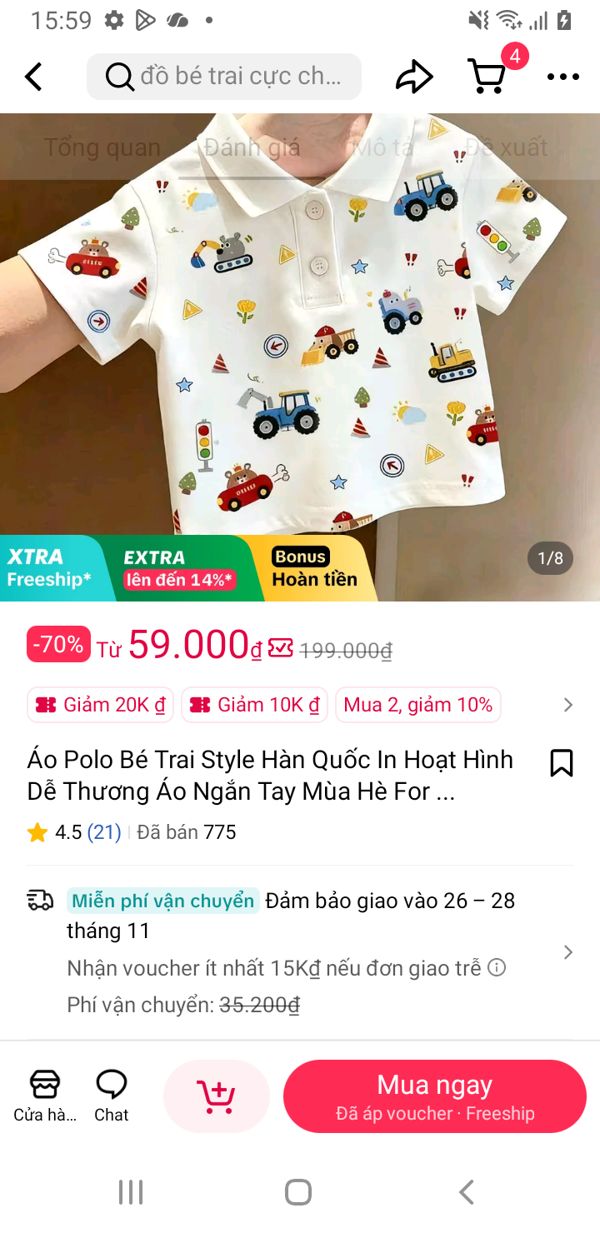 15:59
4
đồ bé trai cực ch...
Tổng quan Đánh giá Mô tả Đề xuất
XTRA
Freeship*
EXTRA
lên đến 14%*
Bonus
Hoàn tiền
1/8
-70% Từ 59.000₫ 199.000₫
Giảm 20K ₫ Giảm 10K ₫ Mua 2, giảm 10%
Áo Polo Bé Trai Style Hàn Quốc In Hoạt Hình
Dễ Thương Áo Ngắn Tay Mùa Hè For ...
4.5 (21) Đã bán 775
Miễn phí vận chuyển Đảm bảo giao vào 26 – 28
tháng 11
Nhận voucher ít nhất 15K₫ nếu đơn giao trễ
Phí vận chuyển: 35.200₫
Cửa hà...
Chat
Mua ngay
Đã áp voucher · Freeship